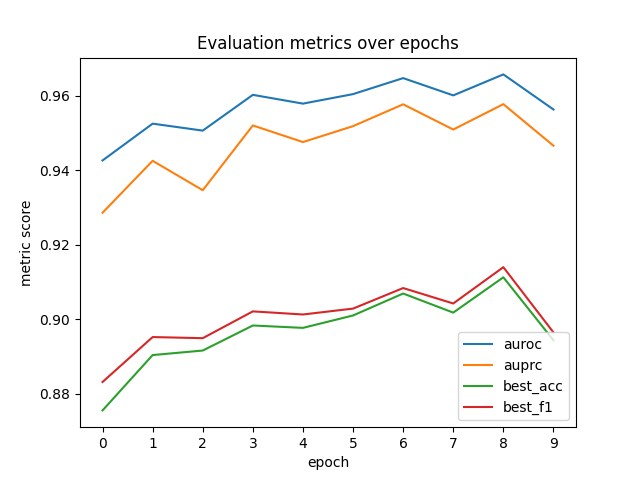 Evaluation metrics over epochs
metric score
0.96
0.94
0.92
0.90
0.88
auroc
auprc
best_acc
best_f1
0 1 2 3 4 5 6 7 8 9
epoch